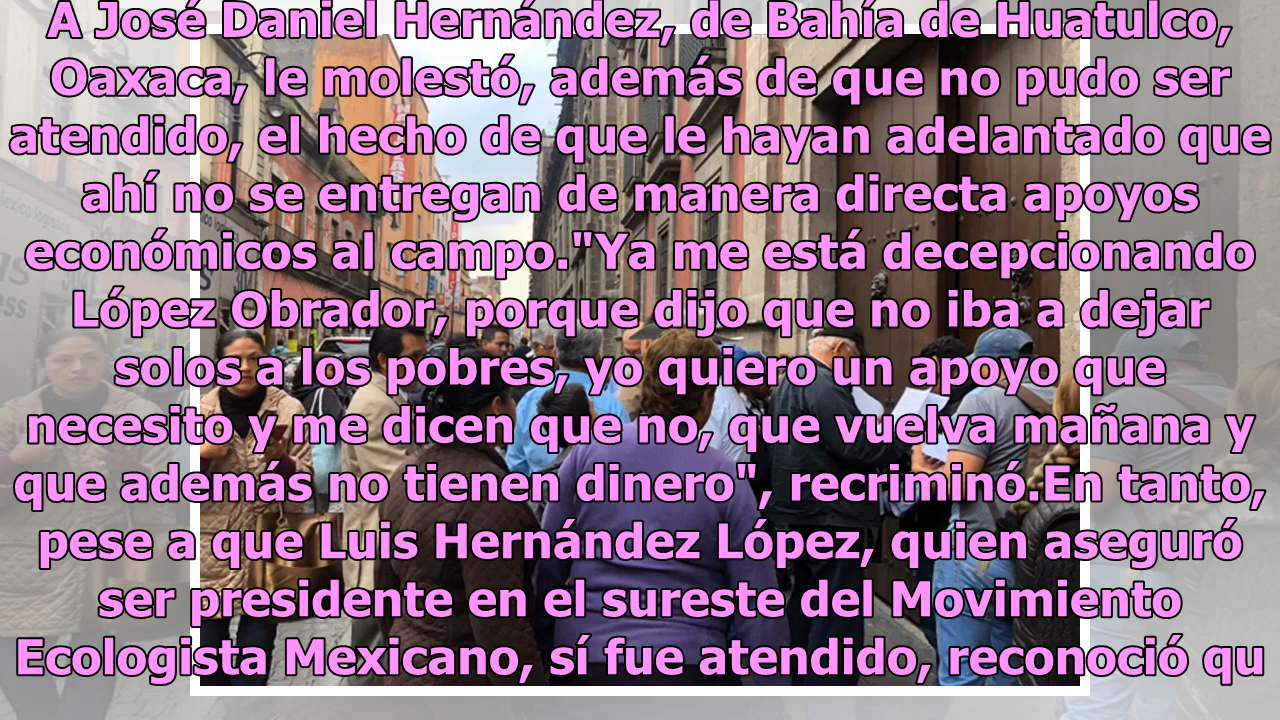 A José Daniel Hernández, de Bahía de Huatulco,
Oaxaca, le molestó, además de que no pudo ser
atendido, el hecho de que le hayan adelantado que
ahí no se entregan de manera directa apoyos
económicos al campo."Ya me está decepcionando
López Obrador, porque dijo que no iba a dejar
solos a los pobres, yo quiero un apoyo que
necesito y me dicen que no, que vuelva mañana y
que además no tienen dinero", recriminó.En tanto,
pese a que Luis Hernández López, quien aseguró
ser presidente en el sureste del Movimiento
Ecologista Mexicano, sí fue atendido, reconoció qu